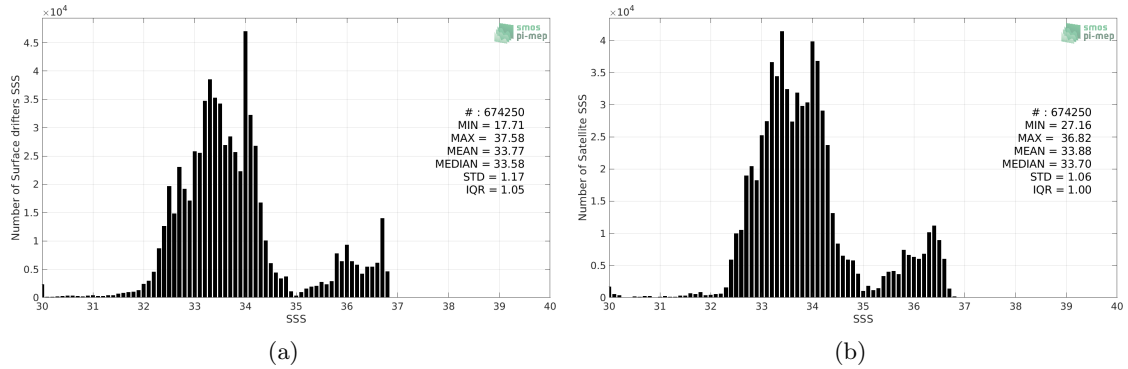 ×10⁴
smos
pi-mep
4.5
4
3.5
3
2.5
2
1.5
1
0.5
0
Number of Surface drifters SSS
# : 674250
MIN = 17.71
MAX = 37.58
MEAN = 33.77
MEDIAN = 33.58
STD = 1.17
IQR = 1.05
30 31 32 33 34 35 36 37 38 39 40
SSS
(a)
×10⁴
smos
pi-mep
4
3.5
3
2.5
2
1.5
1
0.5
0
Number of Satellite SSS
# : 674250
MIN = 27.16
MAX = 36.82
MEAN = 33.88
MEDIAN = 33.70
STD = 1.06
IQR = 1.00
30 31 32 33 34 35 36 37 38 39 40
SSS
(b)